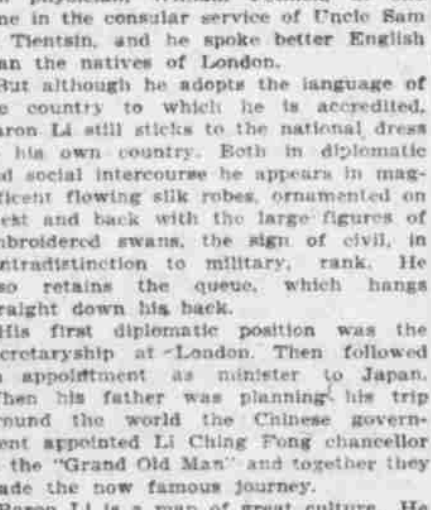 ne in the consular service of Uncle Sam
Tientsin, and he spoke better English
an the natives of London.
But although he adopts the language of
e country to which he is accredited,
aron Li still sticks to the national dress
his own country. Both in diplomatic
d social intercourse he appears in mag-
ficent flowing silk robes, ornamented on
est and back with the large figures of
mbroidered swans, the sign of civil, in
ntradistinction to military, rank. He
so retains the queue, which hangs
raight down his back.
His first diplomatic position was the
ecretaryship at London. Then followed
appointment as minister to Japan.
hen his father was planning his trip
round the world the Chinese govern-
ent appointed Li Ching Fong chancellor
the "Grand Old Man" and together they
ade the now famous journey.
Baron Li is a man of great culture. He